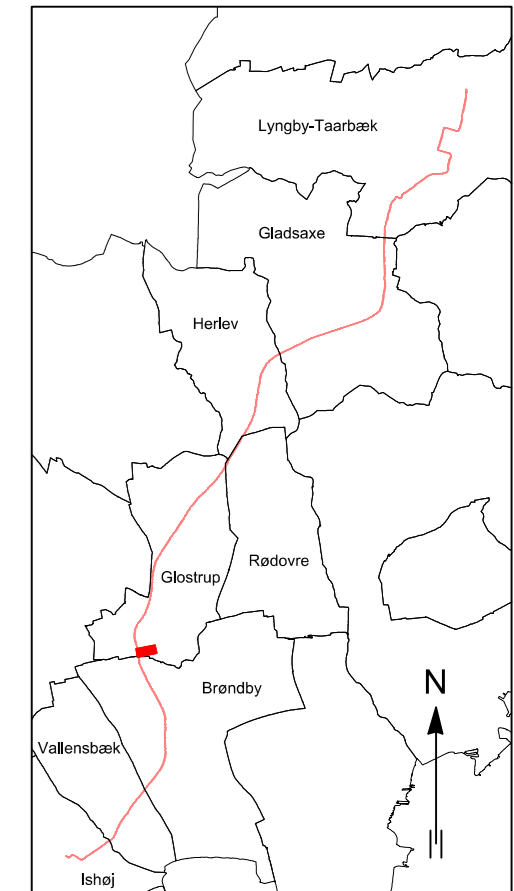 Lyngby-Taarbæk
Gladsaxe
Herlev
Rødovre
Glostrup
N
Brøndby
Vallensbæk
Ishøj